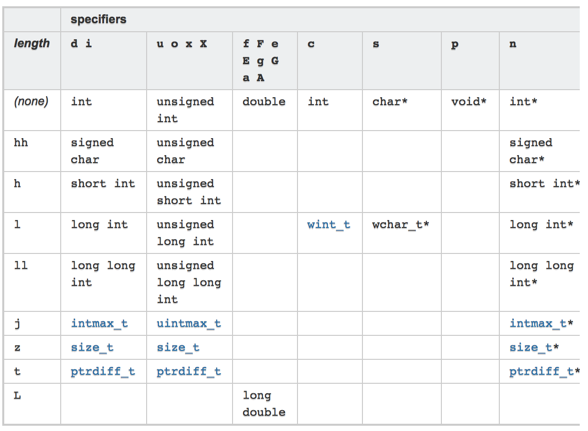 specifiers
length d i u o x X f F e E g G a A c s p n
(none) int unsigned int double int char* void* int*
hh signed char unsigned char signed char*
h short int unsigned short int short int*
l long int unsigned long int wint_t wchar_t* long int*
ll long long int unsigned long long int long long int*
j intmax_t uintmax_t intmax_t*
z size_t size_t size_t*
t ptrdiff_t ptrdiff_t ptrdiff_t*
L long double